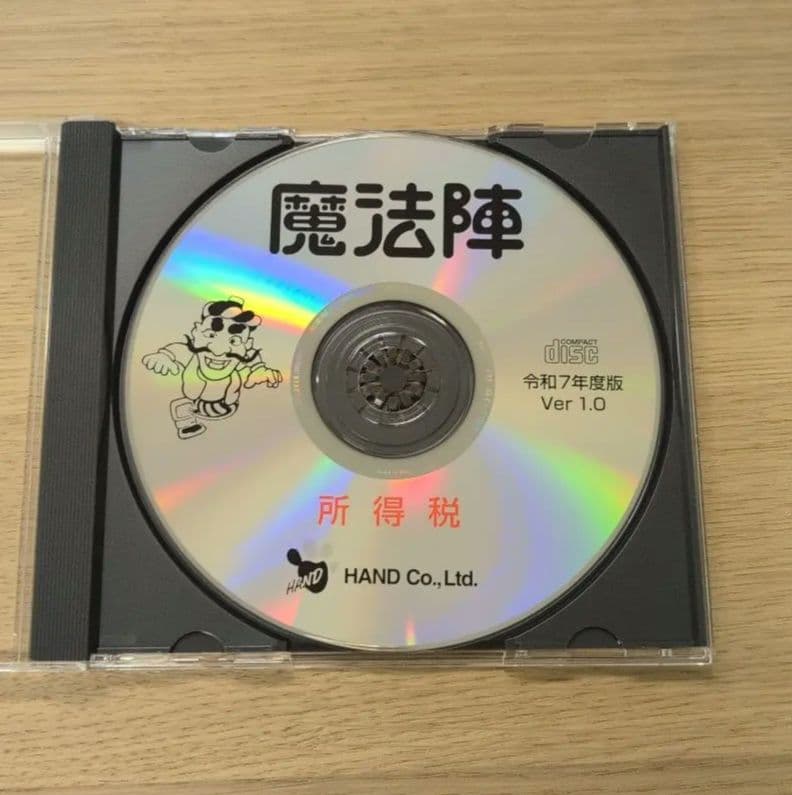 魔法陣
COMPACT
disc
令和7年度版
Ver 1.0
所得税
HAND
HAND Co.,Ltd.